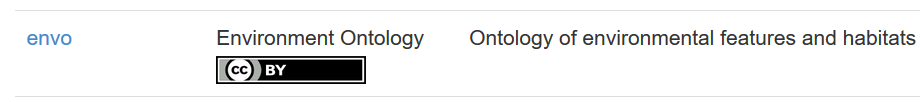 envo Environment Ontology Ontology of environmental features and habitats
cc BY